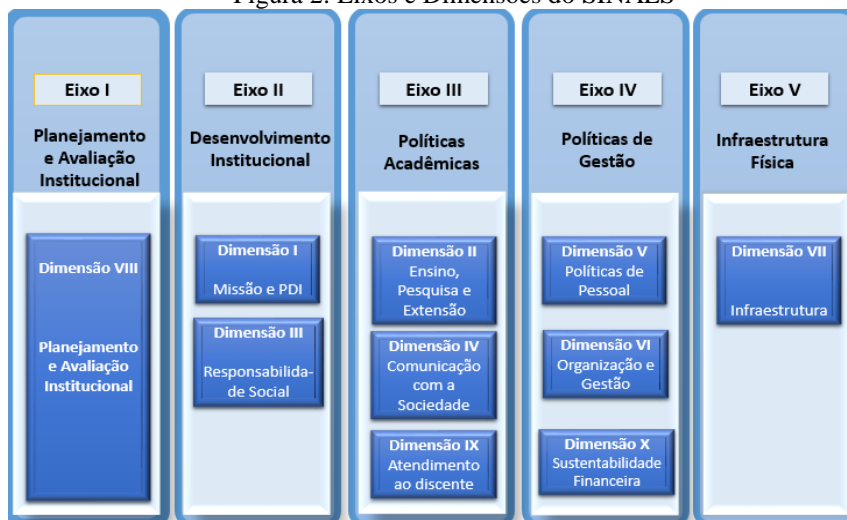 Figura 2: Eixos e Dimensões do SINAES
Eixo I
Planejamento
e Avaliação
Institucional
Dimensão VIII
Planejamento
e Avaliação
Institucional
Eixo II
Desenvolvimento
Institucional
Dimensão I
Missão e PDI
Dimensão III
Responsabilida-
de Social
Eixo III
Políticas
Acadêmicas
Dimensão II
Ensino,
Pesquisa e
Extensão
Dimensão IV
Comunicação
com a
Sociedade
Dimensão IX
Atendimento
ao discente
Eixo IV
Políticas de
Gestão
Dimensão V
Políticas de
Pessoal
Dimensão VI
Organização e
Gestão
Dimensão X
Sustentabilidade
Financeira
Eixo V
Infraestrutura
Física
Dimensão VII
Infraestrutura